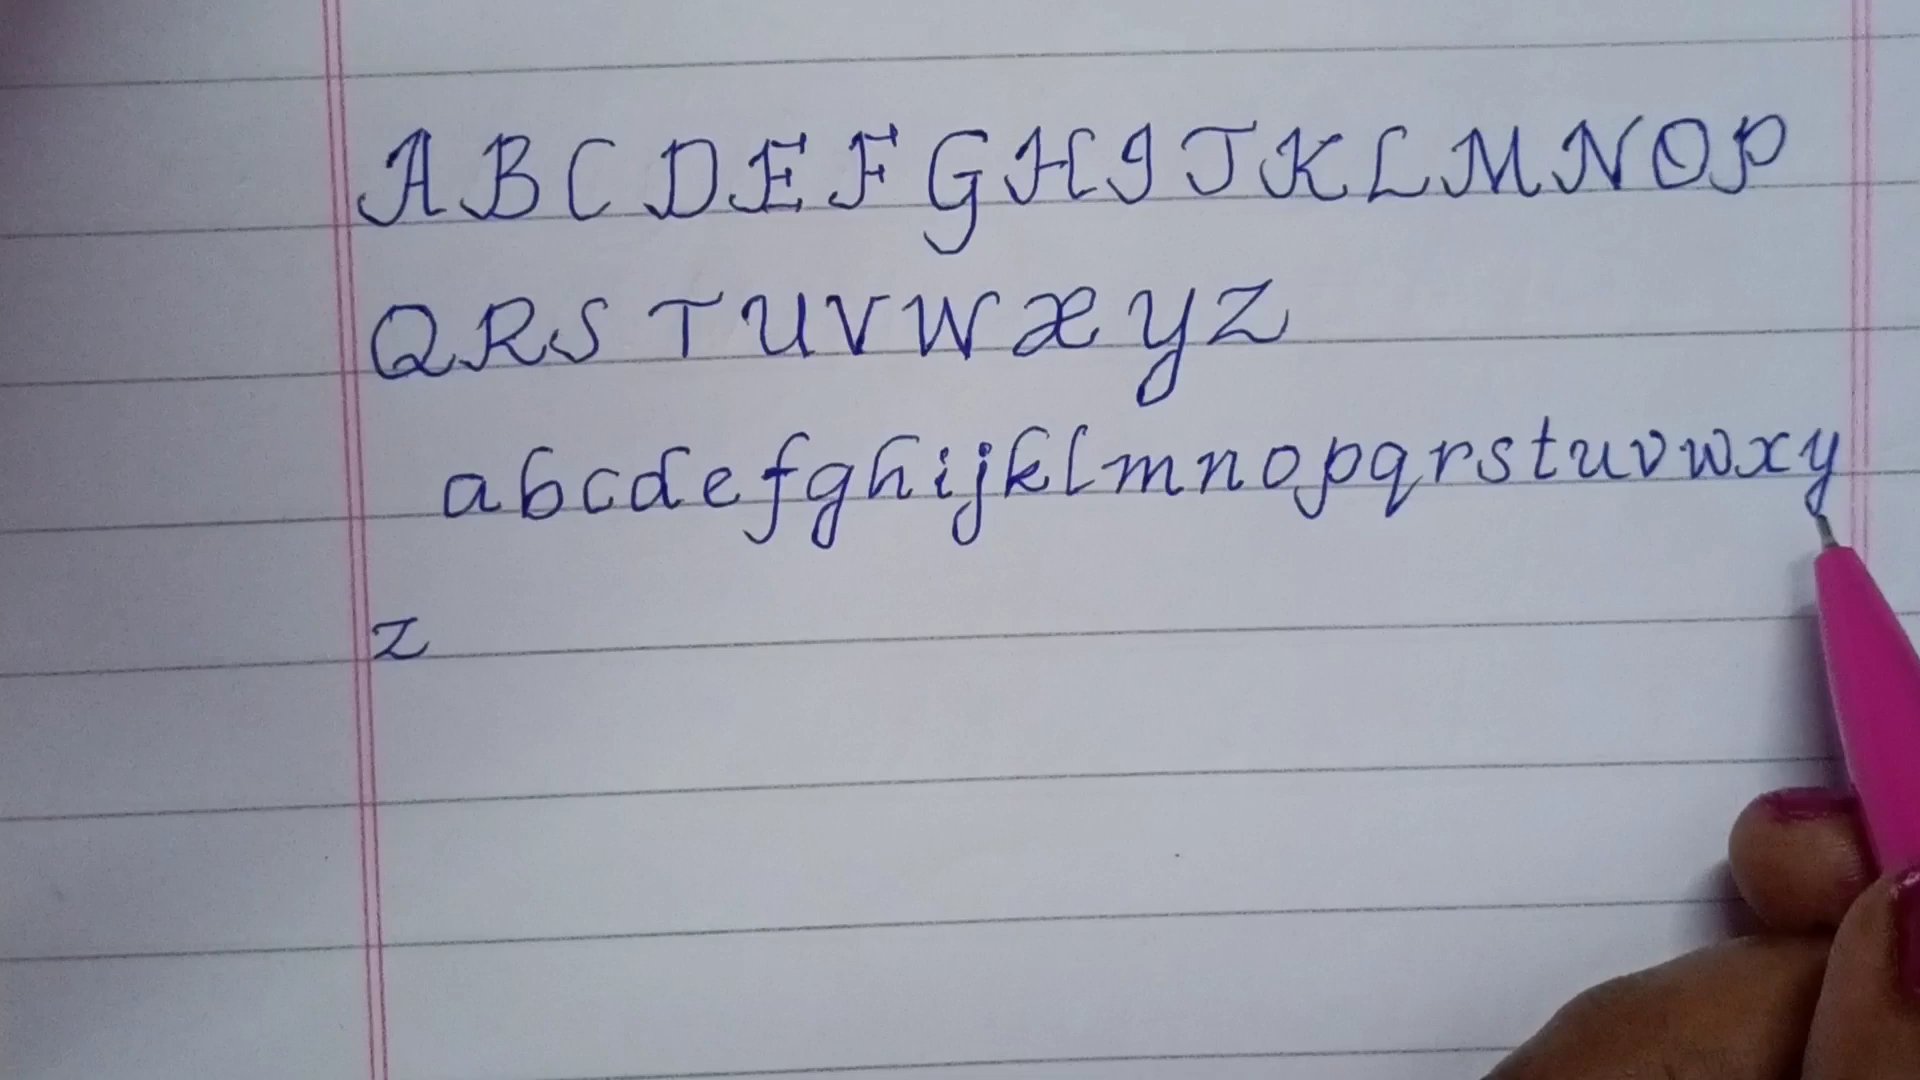 A B C D E F G H I J K L M N O P
Q R S T U V W X Y Z
a b c d e f g h i j k l m n o p q r s t u v w x y
z